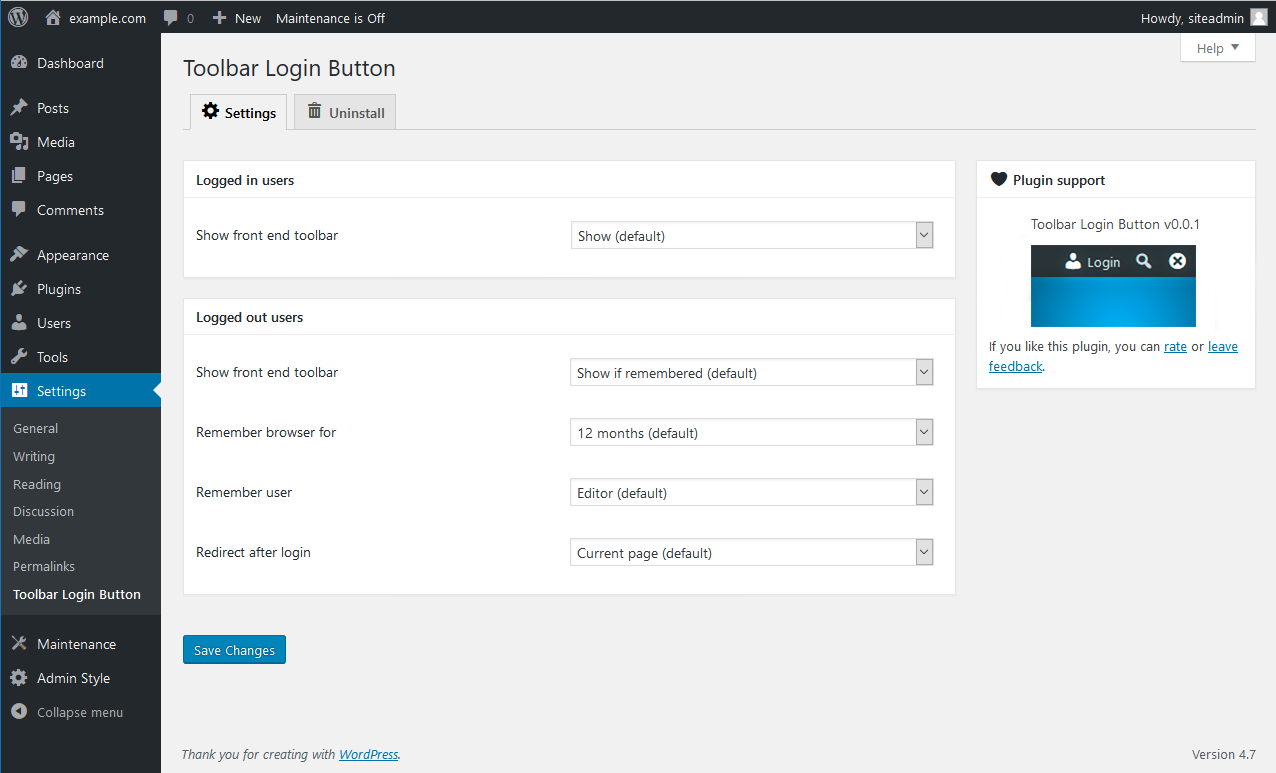 example.com 0 New Maintenance is Off Howdy, siteadmin
Help
Dashboard
Posts
Media
Pages
Comments
Appearance
Plugins
Users
Tools
Settings
General
Writing
Reading
Discussion
Media
Permalinks
Toolbar Login Button
Maintenance
Admin Style
Collapse menu
Toolbar Login Button
Settings Uninstall
Logged in users
Show front end toolbar Show (default)
Logged out users
Show front end toolbar Show if remembered (default)
Remember browser for 12 months (default)
Remember user Editor (default)
Redirect after login Current page (default)
Save Changes
Plugin support
Toolbar Login Button v0.0.1
Login
If you like this plugin, you can rate or leave
feedback.
Thank you for creating with WordPress. Version 4.7